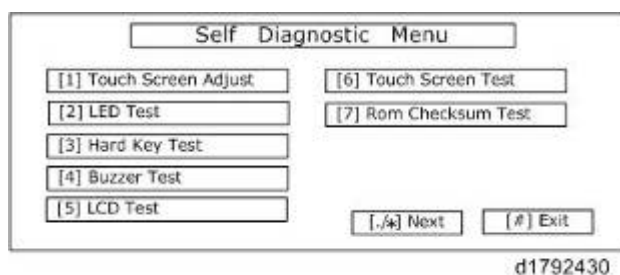 Self Diagnostic Menu
[1] Touch Screen Adjust
[2] LED Test
[3] Hard Key Test
[4] Buzzer Test
[5] LCD Test
[6] Touch Screen Test
[7] Rom Checksum Test
[./*] Next
[#] Exit
d1792430